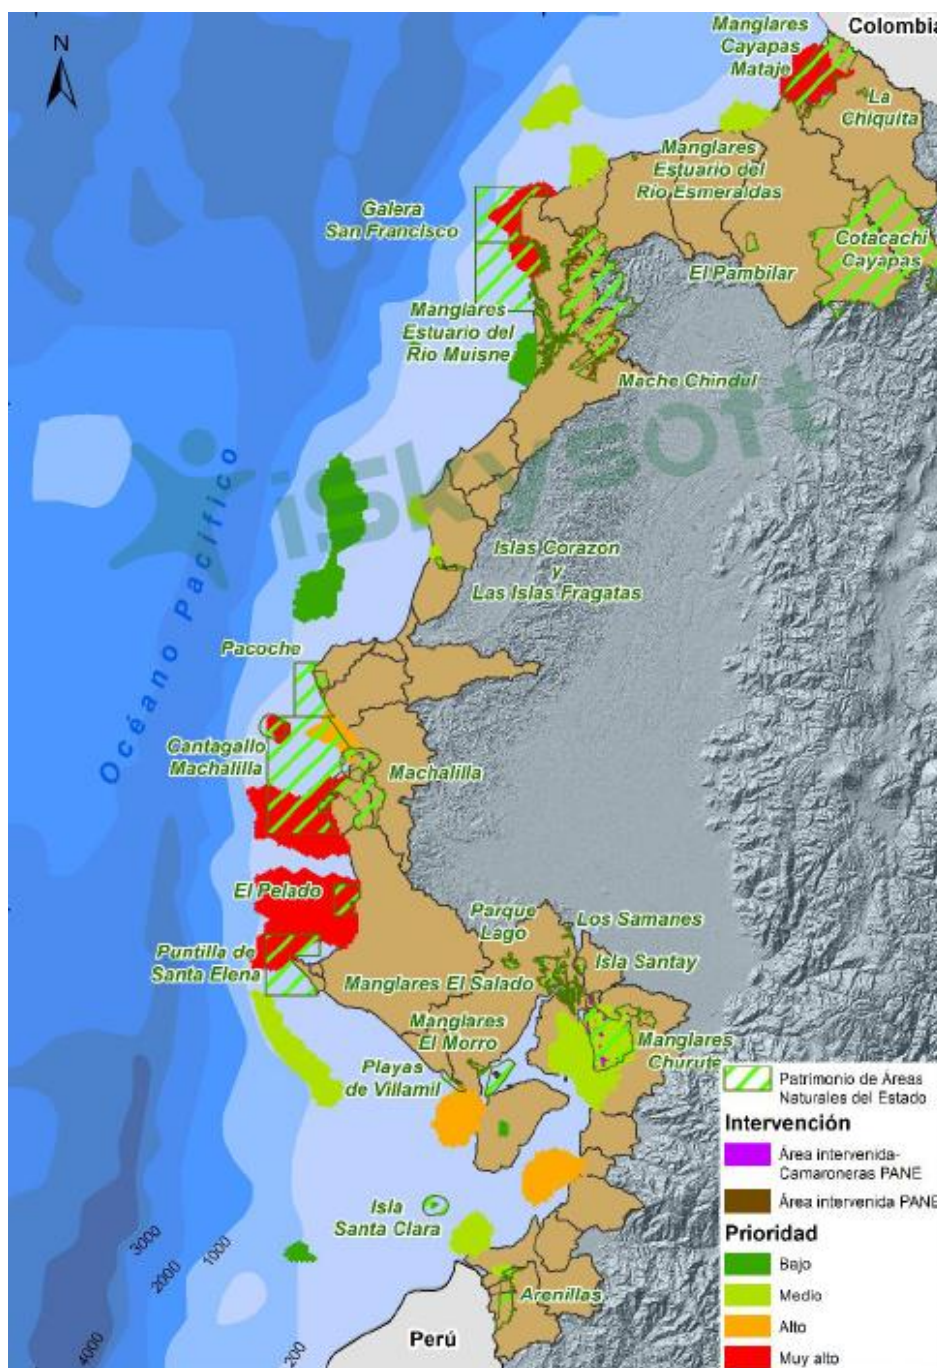 N
Manglares
Cayapas
Mataje
Colombia
La
Chiquita
Manglares
Estuario del
Río Esmeraldas
Galera
San Francisco
Cotacachi
Cayapas
El Pambilar
Manglares
Estuario del
Río Muisne
Mache Chindul
iskysoft
Océano Pacífico
Islas Corazon
y
Las Islas Fragatas
Pacoche
Cantagallo
Machalilla
Machalilla
El Pelado
Parque
Lago
Los Samanes
Puntilla de
Santa Elena
Isla Santay
Manglares El Salado
Manglares
El Morro
Manglares
Churute
Playas
de Villamil
Isla
Santa Clara
Arenillas
Perú
3000
2000
1000
4000
200
Patrimonio de Áreas
Naturales del Estado
Intervención
Área intervenida-
Camaroneras PANE
Área intervenida PANE
Prioridad
Bajo
Medio
Alto
Muy alto